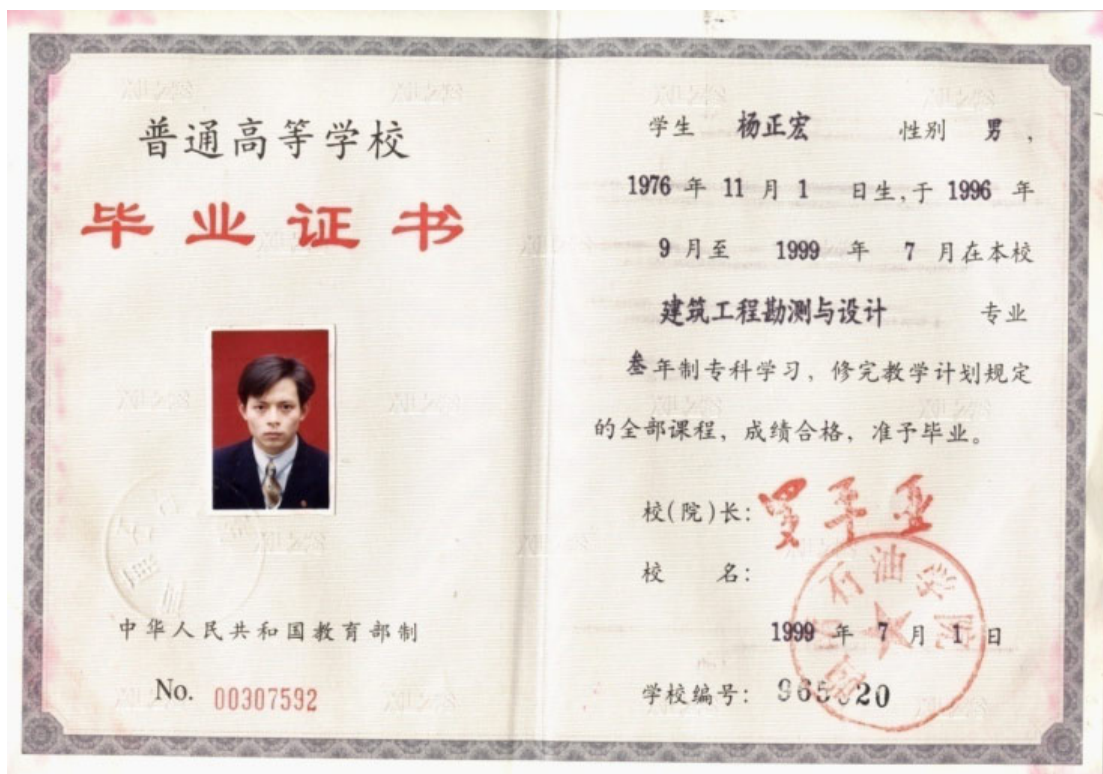 普通高等学校
毕业证书
中华人民共和国教育部制
No. 00307592
学生 杨正宏 性别 男,
1976 年 11 月 1 日生,于 1996 年
9 月至 1999 年 7 月在本校
建筑工程勘测与设计 专业
叁年制专科学习,修完教学计划规定
的全部课程,成绩合格,准予毕业。
校(院)长: 罗平亚
校 名:
石油学院
1999 年 7 月 1 日
学校编号: